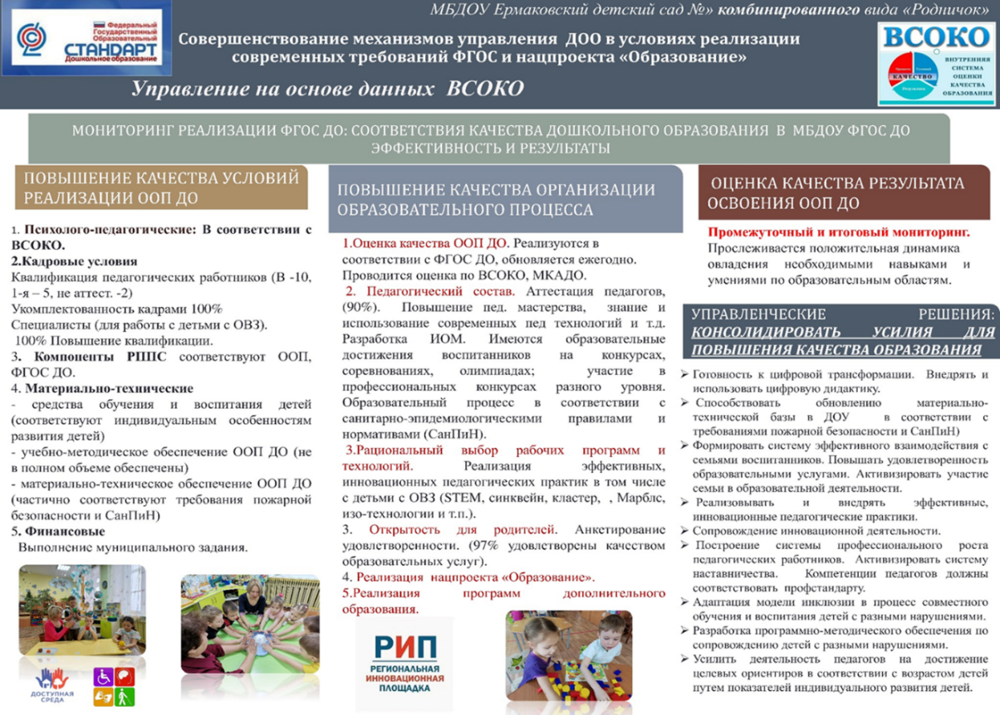 МБДОУ Ермаковский детский сад №» комбинированного вида «Родничок»
Федеральный
Государственный
Образовательный
СТАНДАРТ
Дошкольное образование
Совершенствование механизмов управления ДОО в условиях реализации
современных требований ФГОС и нацпроекта «Образование»
Управление на основе данных ВСОКО
ВСОКО
КАЧЕСТВО
Результаты
ВНУТРЕННЯЯ
СИСТЕМА
ОЦЕНКИ
КАЧЕСТВА
ОБРАЗОВАНИЯ
МОНИТОРИНГ РЕАЛИЗАЦИИ ФГОС ДО: СООТВЕТСТВИЯ КАЧЕСТВА ДОШКОЛЬНОГО ОБРАЗОВАНИЯ В МБДОУ ФГОС ДО
ЭФФЕКТИВНОСТЬ И РЕЗУЛЬТАТЫ
ПОВЫШЕНИЕ КАЧЕСТВА УСЛОВИЙ
РЕАЛИЗАЦИИ ООП ДО
1. Психолого-педагогические: В соответствии с
ВСОКО.
2.Кадровые условия
Квалификация педагогических работников (В -10,
1-я – 5, не аттест. -2)
Укомплектованность кадрами 100%
Специалисты (для работы с детьми с ОВЗ).
100% Повышение квалификации.
3. Компоненты РППС соответствуют ООП,
ФГОС ДО.
4. Материально-технические
- средства обучения и воспитания детей
(соответствуют индивидуальным особенностям
развития детей)
- учебно-методическое обеспечение ООП ДО (не
в полном объеме обеспечены)
- материально-техническое обеспечение ООП ДО
(частично соответствуют требования пожарной
безопасности и СанПиН)
5. Финансовые
Выполнение муниципального задания.
ДОСТУПНАЯ
СРЕДА
ПОВЫШЕНИЕ КАЧЕСТВА ОРГАНИЗАЦИИ
ОБРАЗОВАТЕЛЬНОГО ПРОЦЕССА
1.Оценка качества ООП ДО. Реализуются в
соответствии с ФГОС ДО, обновляется ежегодно.
Проводится оценка по ВСОКО, МКАДО.
2. Педагогический состав. Аттестация педагогов,
(90%). Повышение пед. мастерства, знание и
использование современных пед технологий и т.д.
Разработка ИОМ. Имеются образовательные
достижения воспитанников на конкурсах,
соревнованиях, олимпиадах; участие в
профессиональных конкурсах разного уровня.
Образовательный процесс в соответствии с
санитарно-эпидемиологическими правилами и
нормативами (СанПиН).
3.Рациональный выбор рабочих программ и
технологий. Реализация эффективных,
инновационных педагогических практик в том числе
с детьми с ОВЗ (STEM, синквейн, кластер, , Марблс,
изо-технологии и т.п.).
3. Открытость для родителей. Анкетирование
удовлетворенности. (97% удовлетворены качеством
образовательных услуг).
4. Реализация нацпроекта «Образование».
5.Реализация программ дополнительного
образования.
РИП
РЕГИОНАЛЬНАЯ
ИННОВАЦИОННАЯ
ПЛОЩАДКА
ОЦЕНКА КАЧЕСТВА РЕЗУЛЬТАТА
ОСВОЕНИЯ ООП ДО
Промежуточный и итоговый мониторинг.
Прослеживается положительная динамика
овладения необходимыми навыками и
умениями по образовательным областям.
УПРАВЛЕНЧЕСКИЕ РЕШЕНИЯ:
КОНСОЛИДИРОВАТЬ УСИЛИЯ ДЛЯ
ПОВЫШЕНИЯ КАЧЕСТВА ОБРАЗОВАНИЯ
➢ Готовность к цифровой трансформации. Внедрять и
использовать цифровую дидактику.
➢ Способствовать обновлению материально-
технической базы в ДОУ в соответствии с
требованиями пожарной безопасности и СанПиН)
➢ Формировать систему эффективного взаимодействия с
семьями воспитанников. Повышать удовлетворенность
образовательными услугами. Активизировать участие
семьи в образовательной деятельности.
➢ Реализовывать и внедрять эффективные,
инновационные педагогические практики.
➢ Сопровождение инновационной деятельности.
➢ Построение системы профессионального роста
педагогических работников. Активизировать систему
наставничества. Компетенции педагогов должны
соответствовать профстандарту.
➢ Адаптация модели инклюзии в процесс совместного
обучения и воспитания детей с разными нарушениями.
➢ Разработка программно-методического обеспечения по
сопровождению детей с разными нарушениями.
➢ Усилить деятельность педагогов на достижение
целевых ориентиров в соответствии с возрастом детей
путем показателей индивидуального развития детей.